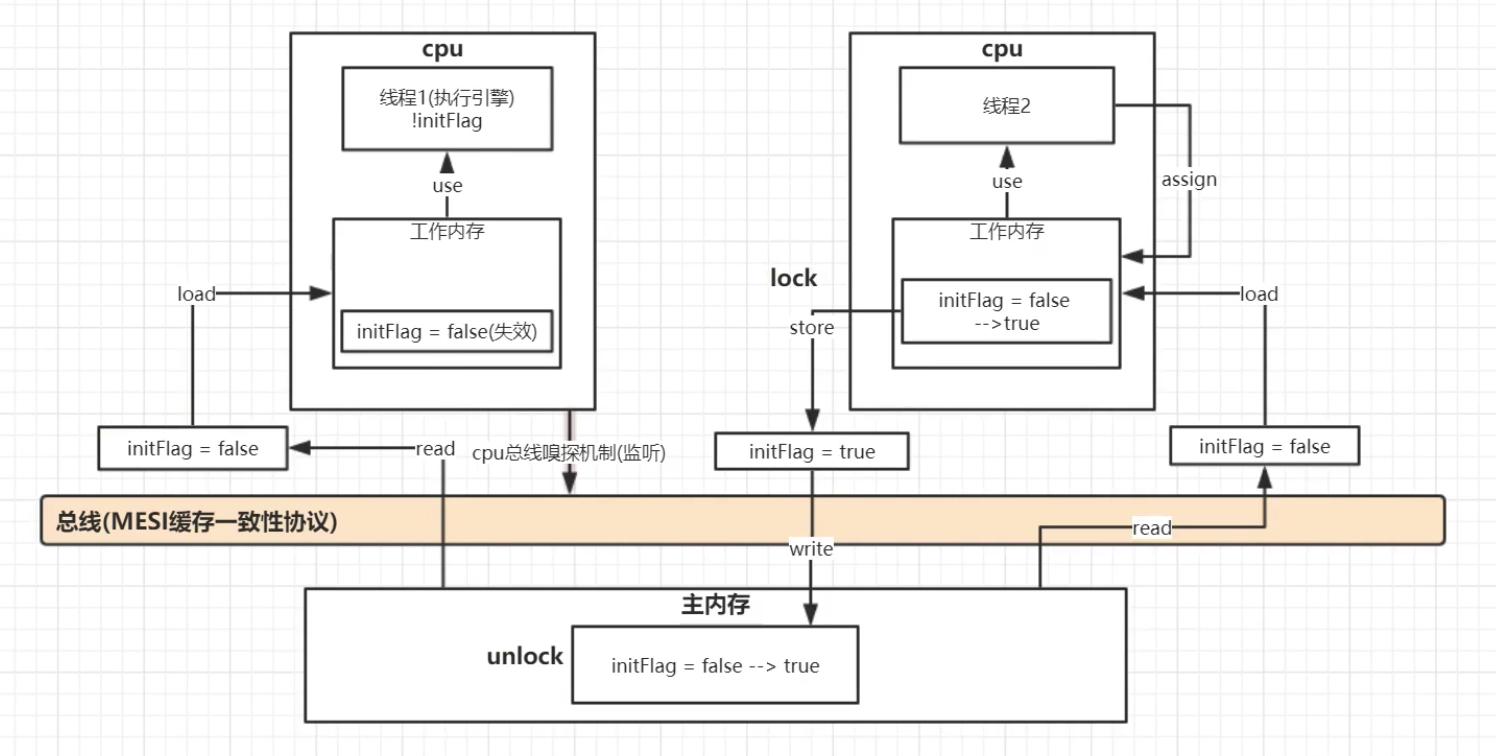 cpu
线程1(执行引擎)
!initFlag
use
工作内存
initFlag = false(失效)
load
initFlag = false
read
cpu总线嗅探机制(监听)
cpu
线程2
use
assign
工作内存
initFlag = false
-->true
lock
store
load
initFlag = true
initFlag = false
总线(MESI缓存一致性协议)
read
write
主内存
unlock
initFlag = false --> true